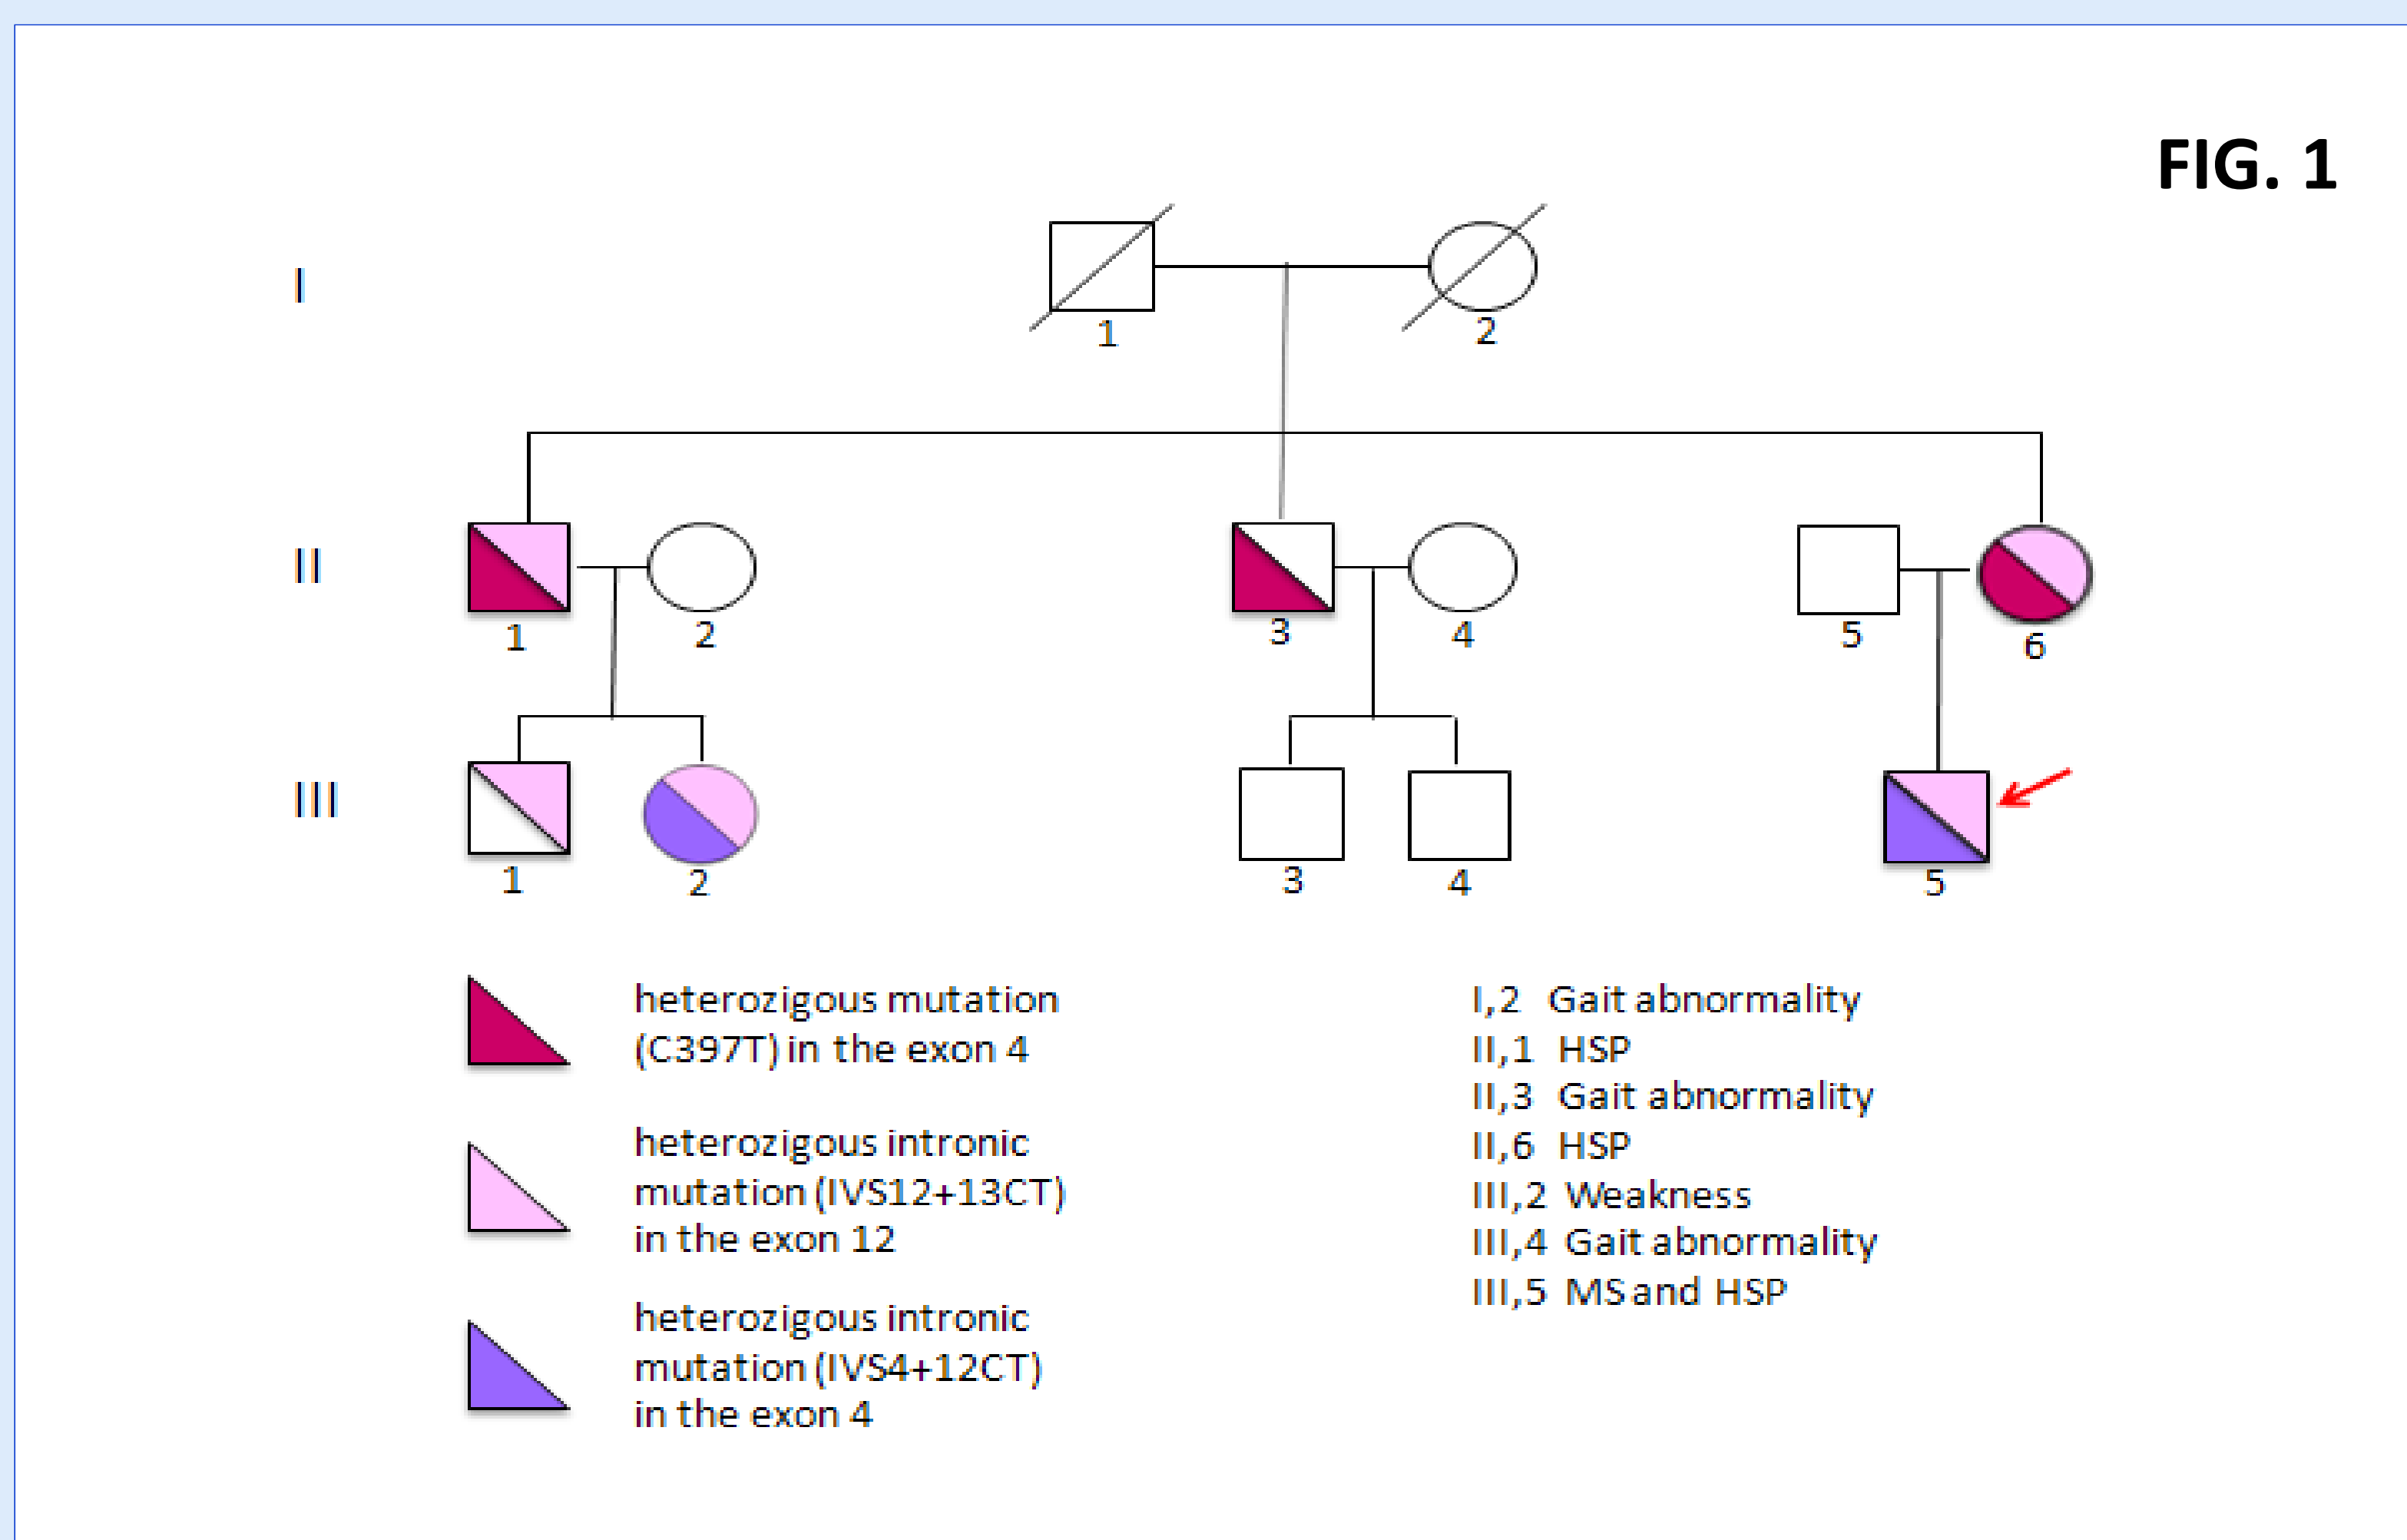 FIG. 1
I
1
2
II
1
2
3
4
5
6
III
1
2
3
4
5
heterozigous mutation
(C397T) in the exon 4
heterozigous intronic
mutation (IVS12+13CT)
in the exon 12
heterozigous intronic
mutation (IVS4+12CT)
in the exon 4
I,2 Gait abnormality
II,1 HSP
II,3 Gait abnormality
II,6 HSP
III,2 Weakness
III,4 Gait abnormality
III,5 MS and HSP